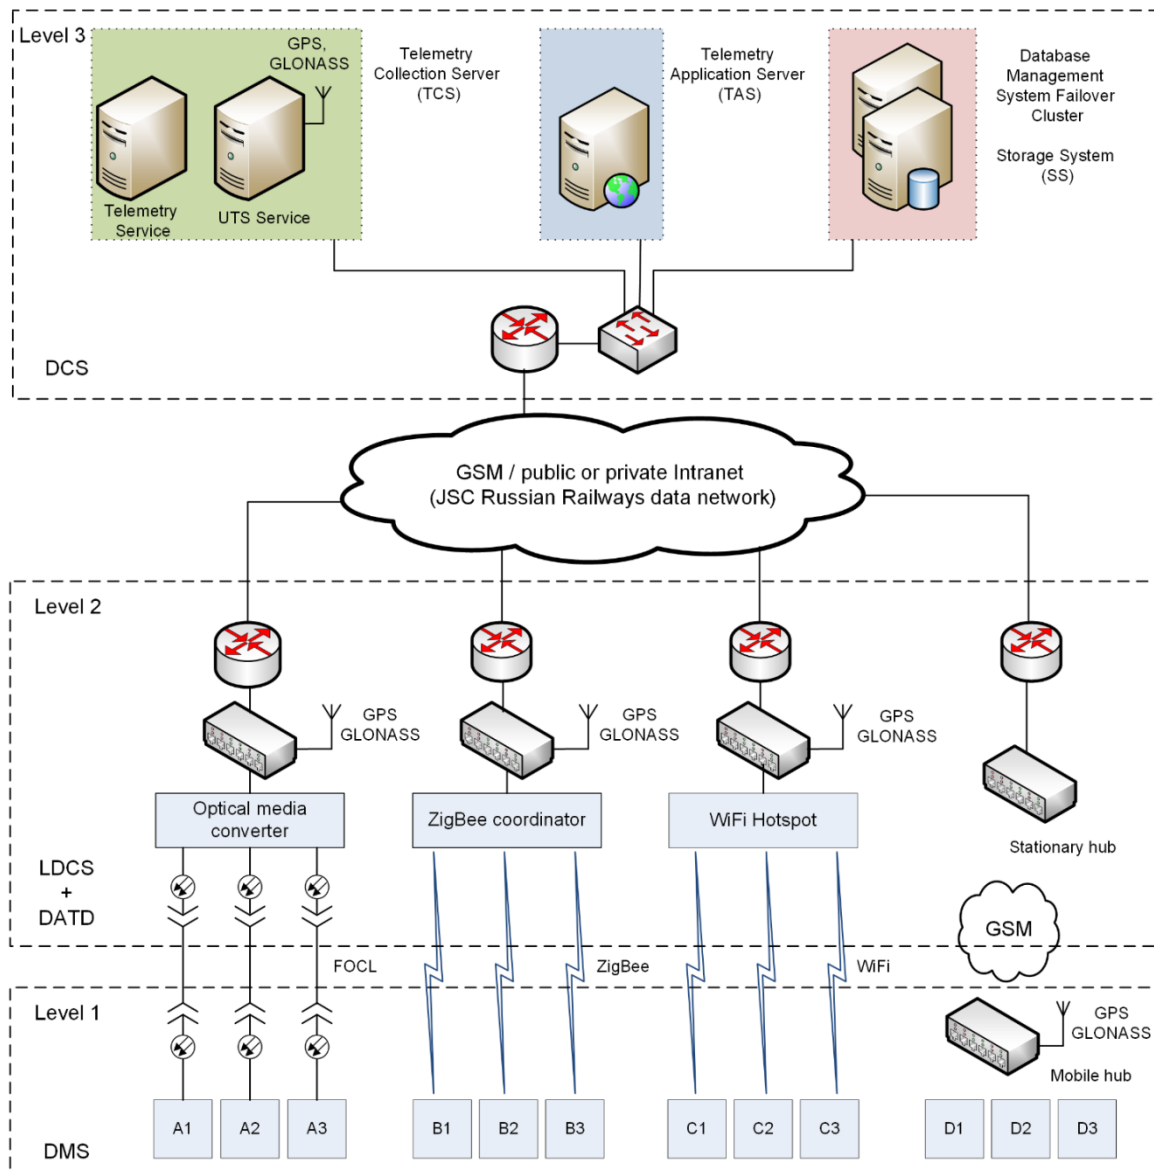 Level 3
GPS,
GLONASS
Telemetry
Service
UTS Service
Telemetry
Collection Server
(TCS)
Telemetry
Application Server
(TAS)
Database
Management
System Failover
Cluster
Storage System
(SS)
DCS
GSM / public or private Intranet
(JSC Russian Railways data network)
Level 2
GPS
GLONASS
GPS
GLONASS
GPS
GLONASS
Optical media
converter
ZigBee coordinator
WiFi Hotspot
Stationary hub
LDCS
+
DATD
GSM
FOCL
ZigBee
WiFi
Level 1
GPS
GLONASS
Mobile hub
A1
A2
A3
B1
B2
B3
C1
C2
C3
D1
D2
D3
DMS